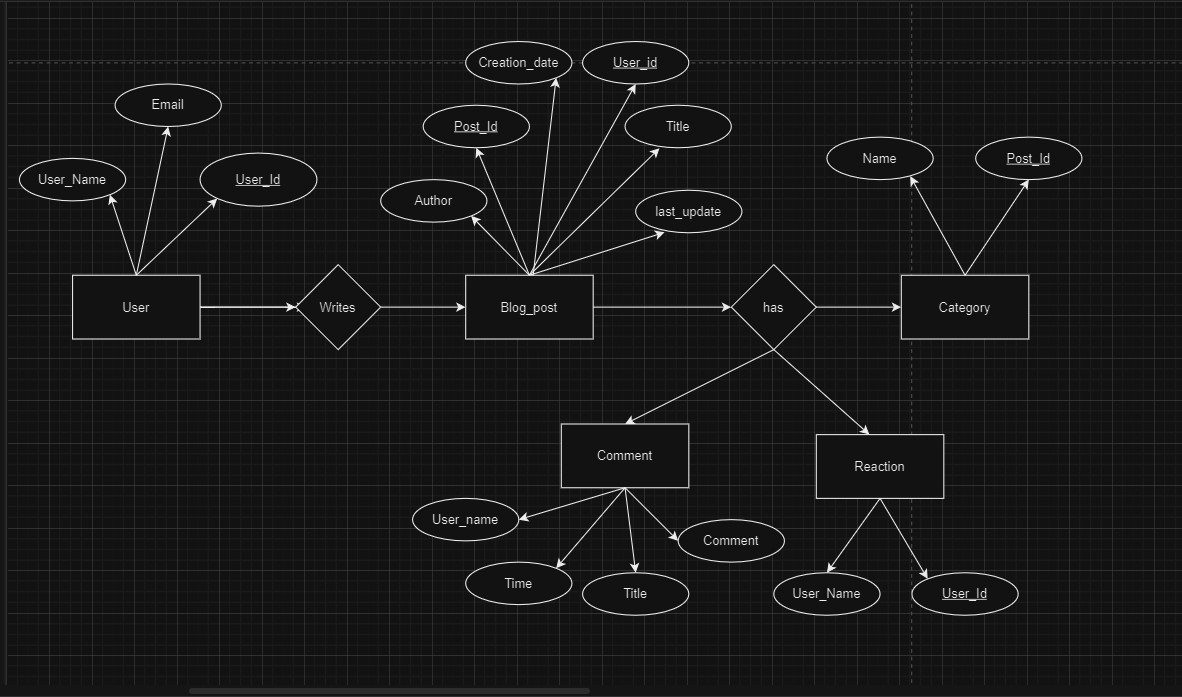 Creation_date
User_id
Email
Post_Id
Title
Name
Post_Id
User_Name
User_Id
Author
last_update
User
Writes
Blog_post
has
Category
Comment
Reaction
User_name
Comment
Time
Title
User_Name
User_Id